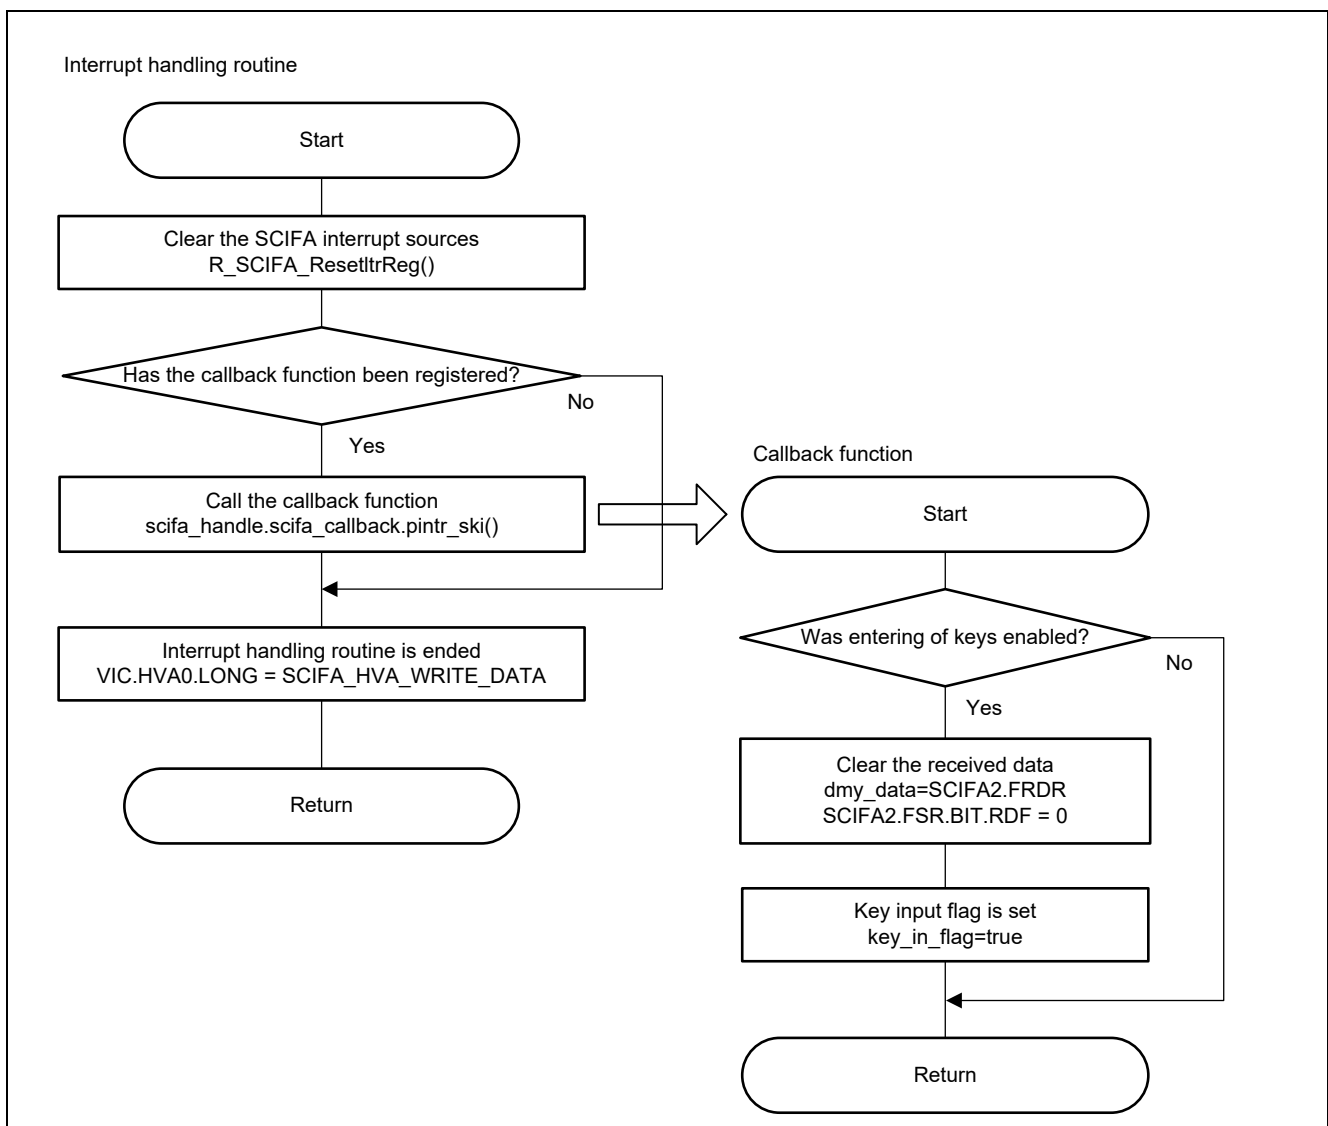 Interrupt handling routine
Start
Clear the SCIFA interrupt sources
R_SCIFA_ResetItrReg()
Has the callback function been registered?
No
Yes
Call the callback function
scifa_handle.scifa_callback.pintr_ski()
Interrupt handling routine is ended
VIC.HVA0.LONG = SCIFA_HVA_WRITE_DATA
Return
Callback function
Start
Was entering of keys enabled?
No
Yes
Clear the received data
dmy_data=SCIFA2.FRDR
SCIFA2.FSR.BIT.RDF = 0
Key input flag is set
key_in_flag=true
Return